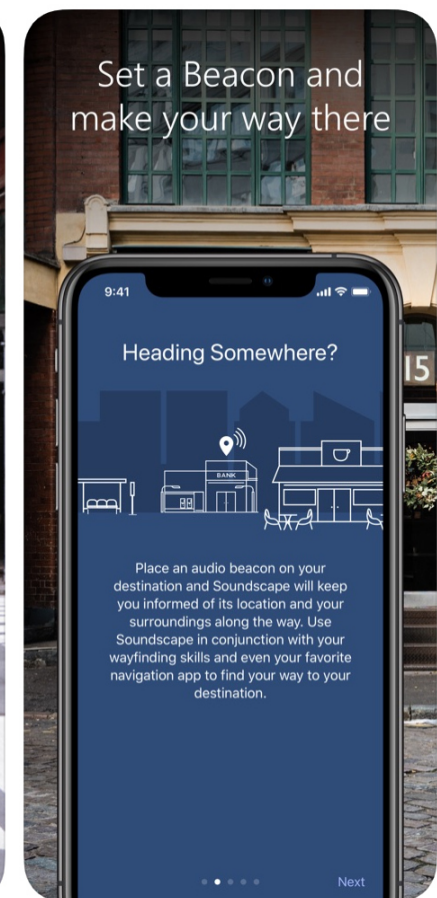 Set a Beacon and
make your way there
9:41
Heading Somewhere?
BANK
15
Place an audio beacon on your
destination and Soundscape will keep
you informed of its location and your
surroundings along the way. Use
Soundscape in conjunction with your
wayfinding skills and even your favorite
navigation app to find your way to your
destination.
Next